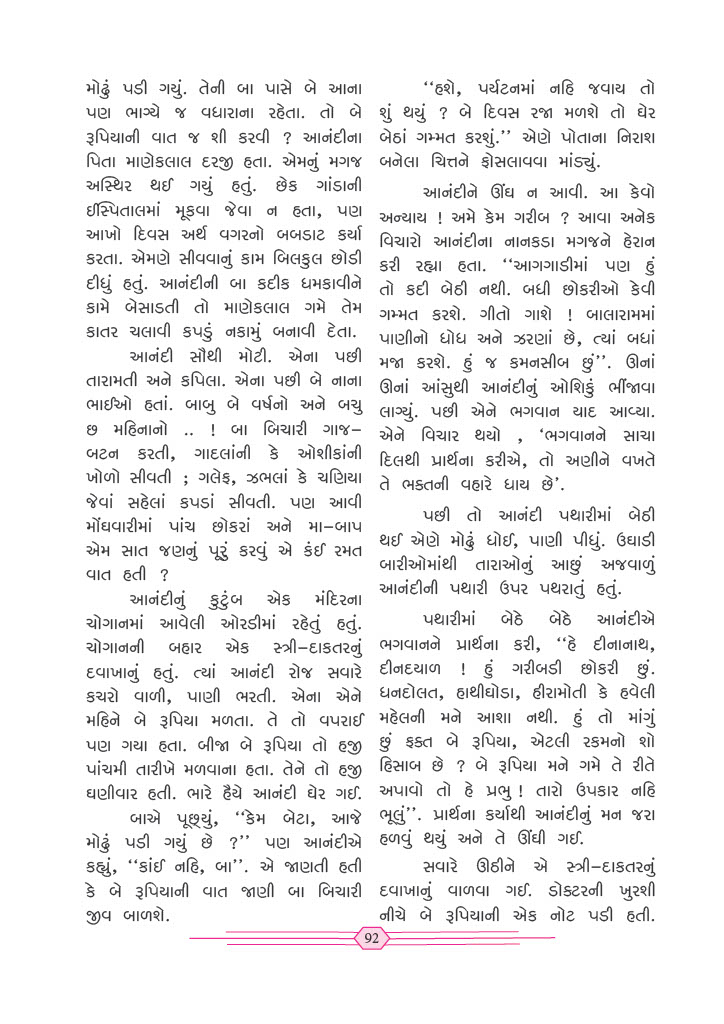 મોઢું પડી ગયું. તેની બા પાસે બે આના
પણ ભાગ્યે જ વધારાના રહેતા. તો બે
રૂપિયાની વાત જ શી કરવી ? આનંદીના
પિતા માણેકલાલ દરજી હતા. એમનું મગજ
અસ્થિર થઈ ગયું હતું. છેક ગાંડાની
ઈસ્પિતાલમાં મૂકવા જેવા ન હતા, પણ
આખો દિવસ અર્થ વગરનો બબડાટ કર્યા
કરતા. એમણે સીવવાનું કામ બિલકુલ છોડી
દીધું હતું. આનંદીની બા કદીક ધમકાવીને
કામે બેસાડતી તો માણેકલાલ ગમે તેમ
કાતર ચલાવી કપડું નકામું બનાવી દેતા.
આનંદી સૌથી મોટી. એના પછી
તારામતી અને કપિલા. એના પછી બે નાના
ભાઈઓ હતાં. બાબુ બે વર્ષનો અને બચુ
છ મહિનાનો .. ! બા બિચારી ગાજ–
બટન કરતી, ગાદલાંની કે ઓશીકાંની
ખોળો સીવતી ; ગલેફ, ઝભલાં કે ચણિયા
જેવાં સહેલાં કપડાં સીવતી. પણ આવી
મોંઘવારીમાં પાંચ છોકરાં અને મા–બાપ
એમ સાત જણનું પૂરું કરવું એ કંઈ રમત
વાત હતી ?
આનંદીનું કુટુંબ એક મંદિરના
ચોગાનમાં આવેલી ઓરડીમાં રહેતું હતું.
ચોગાનની બહાર એક સ્ત્રી–દાકતરનું
દવાખાનું હતું. ત્યાં આનંદી રોજ સવારે
કચરો વાળી, પાણી ભરતી. એના એને
મહિને બે રૂપિયા મળતા. તે તો વપરાઈ
પણ ગયા હતા. બીજા બે રૂપિયા તો હજી
પાંચમી તારીખે મળવાના હતા. તેને તો હજી
ઘણીવાર હતી. ભારે હૈયે આનંદી ઘેર ગઈ.
બાએ પૂછ્યું, ‘‘કેમ બેટા, આજે
મોઢું પડી ગયું છે ?’’ પણ આનંદીએ
કહ્યું, ‘‘કાંઈ નહિ, બા’’. એ જાણતી હતી
કે બે રૂપિયાની વાત જાણી બા બિચારી
જીવ બાળશે.
‘‘હશે, પર્યટનમાં નહિ જવાય તો
શું થયું ? બે દિવસ રજા મળશે તો ઘેર
બેઠાં ગમ્મત કરશું.’’ એણે પોતાના નિરાશ
બનેલા ચિત્તને ફોસલાવવા માંડ્યું.
આનંદીને ઊંઘ ન આવી. આ કેવો
અન્યાય ! અમે કેમ ગરીબ ? આવા અનેક
વિચારો આનંદીના નાનકડા મગજને હેરાન
કરી રહ્યા હતા. ‘‘આગગાડીમાં પણ હું
તો કદી બેઠી નથી. બધી છોકરીઓ કેવી
ગમ્મત કરશે. ગીતો ગાશે ! બાલારામમાં
પાણીનો ધોધ અને ઝરણાં છે, ત્યાં બધાં
મજા કરશે. હું જ કમનસીબ છું’’. ઊનાં
ઊનાં આંસુથી આનંદીનું ઓશિકું ભીંજાવા
લાગ્યું. પછી એને ભગવાન યાદ આવ્યા.
એને વિચાર થયો , ‘ભગવાનને સાચા
દિલથી પ્રાર્થના કરીએ, તો અણીને વખતે
તે ભક્તની વહારે ધાય છે’.
પછી તો આનંદી પથારીમાં બેઠી
થઈ એણે મોઢું ધોઈ, પાણી પીધું. ઉઘાડી
બારીઓમાંથી તારાઓનું આછું અજવાળું
આનંદીની પથારી ઉપર પથરાતું હતું.
પથારીમાં બેઠે બેઠે આનંદીએ
ભગવાનને પ્રાર્થના કરી, ‘‘હે દીનાનાથ,
દીનદયાળ ! હું ગરીબડી છોકરી છું.
ધનદોલત, હાથીઘોડા, હીરામોતી કે હવેલી
મહેલની મને આશા નથી. હું તો માંગું
છું ફક્ત બે રૂપિયા, એટલી રકમનો શો
હિસાબ છે ? બે રૂપિયા મને ગમે તે રીતે
અપાવો તો હે પ્રભુ ! તારો ઉપકાર નહિ
ભૂલું’’. પ્રાર્થના કર્યાથી આનંદીનું મન જરા
હળવું થયું અને તે ઊંઘી ગઈ.
સવારે ઊઠીને એ સ્ત્રી–દાકતરનું
દવાખાનું વાળવા ગઈ. ડોક્ટરની ખુરશી
નીચે બે રૂપિયાની એક નોટ પડી હતી.
92